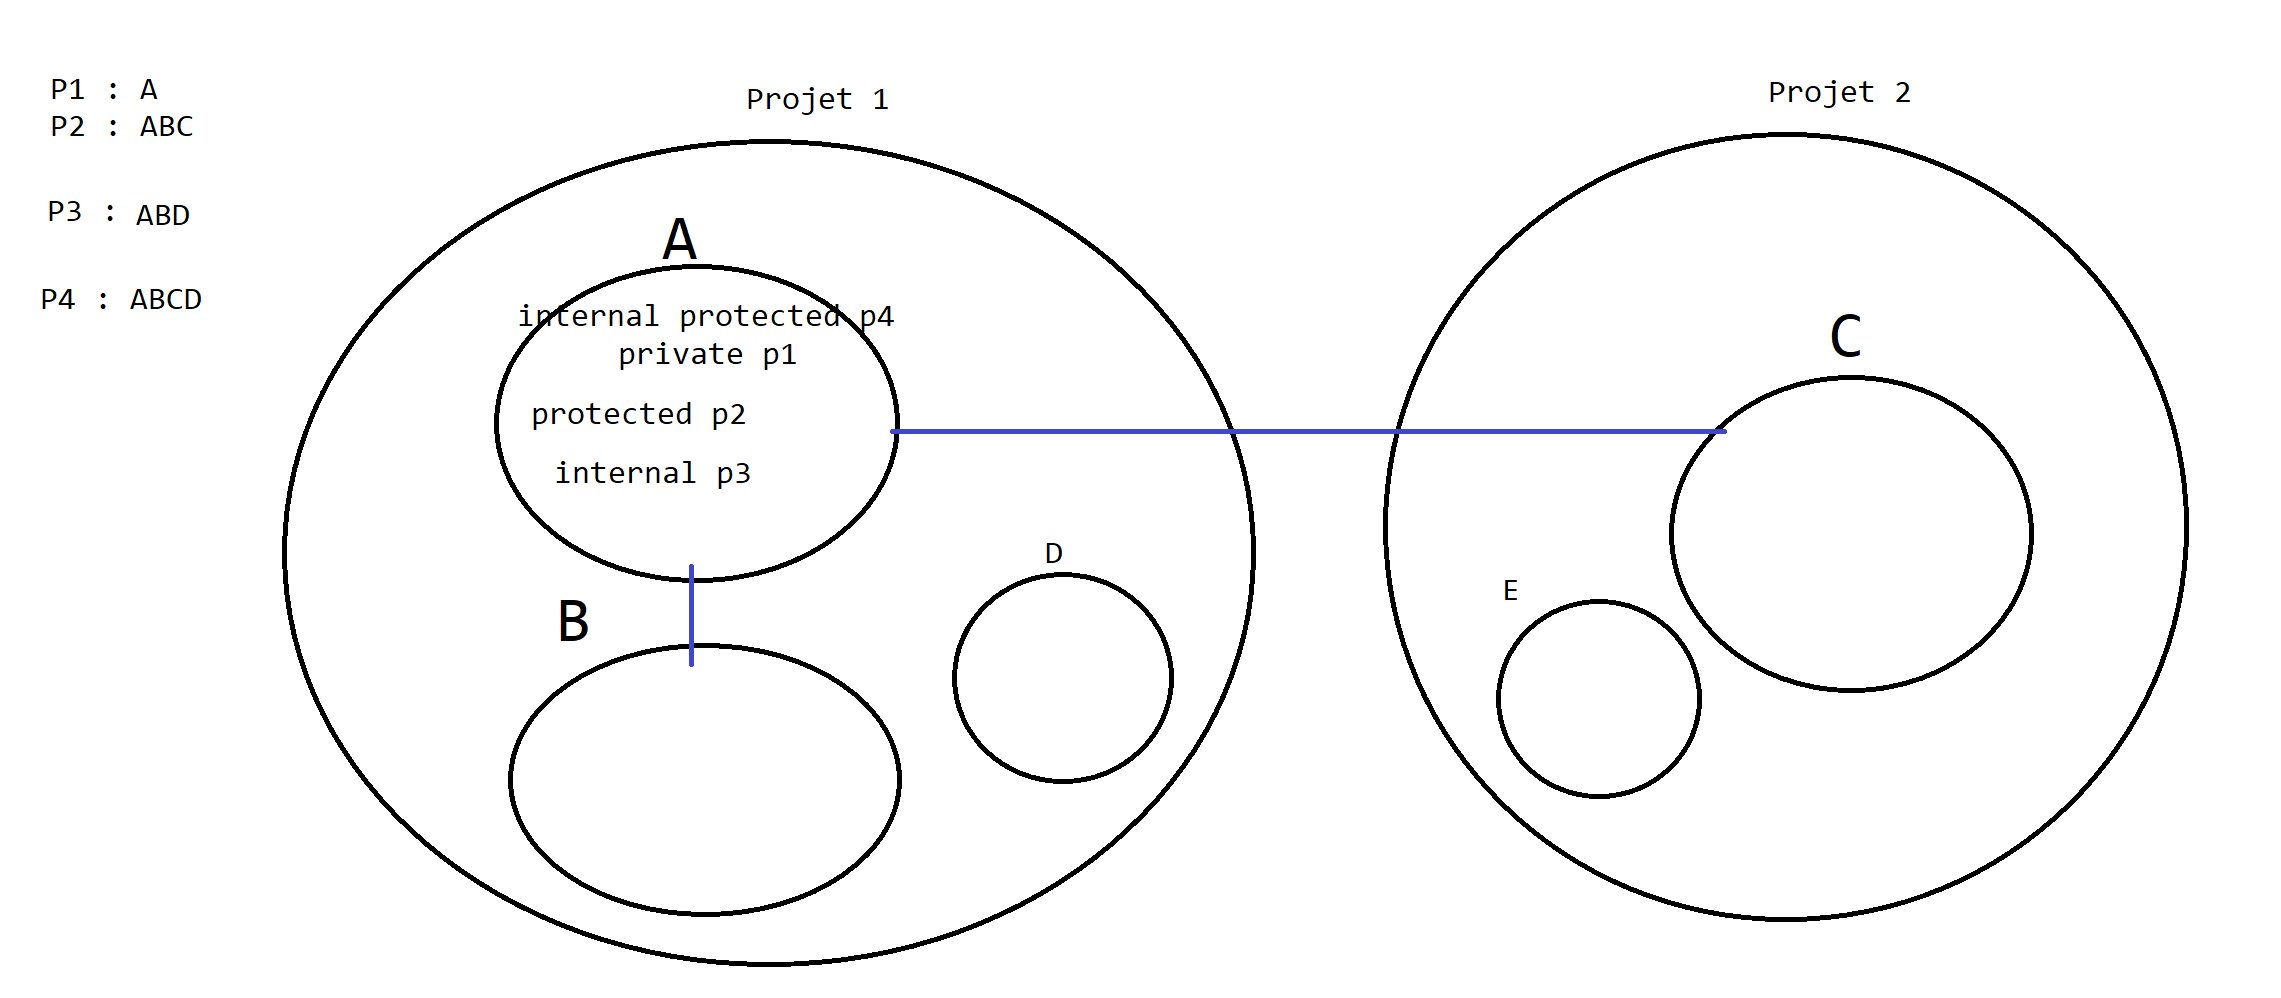 P1 : A
P2 : ABC
P3 : ABD
P4 : ABCD
Projet 1
A
internal protected p4
private p1
protected p2
internal p3
B
D
Projet 2
C
E